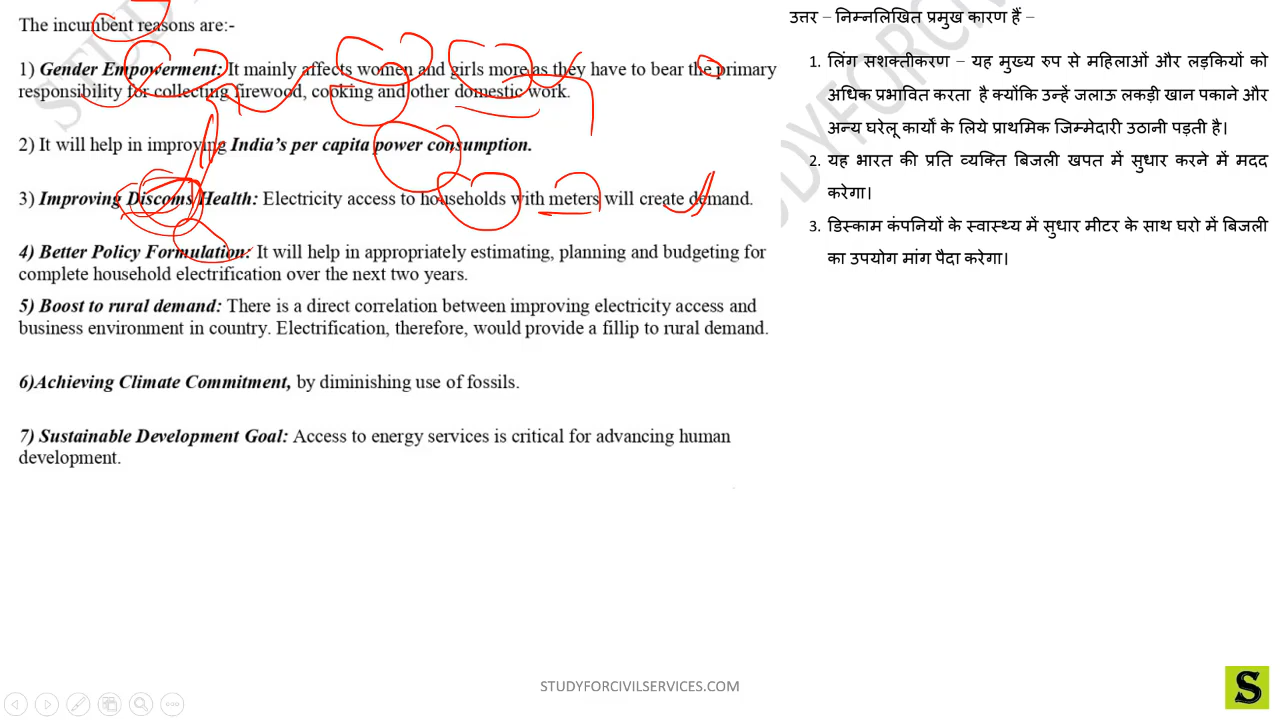 The incumbent reasons are:-
1) Gender Empowerment: It mainly affects women and girls more as they have to bear the primary
responsibility for collecting firewood, cooking and other domestic work.
2) It will help in improving India's per capita power consumption.
3) Improving Discoms Health: Electricity access to households with meters will create demand.
4) Better Policy Formulation: It will help in appropriately estimating, planning and budgeting for
complete household electrification over the next two years.
5) Boost to rural demand: There is a direct correlation between improving electricity access and
business environment in country. Electrification, therefore, would provide a fillip to rural demand.
6)Achieving Climate Commitment, by diminishing use of fossils.
7) Sustainable Development Goal: Access to energy services is critical for advancing human
development.
उत्तर – निम्नलिखित प्रमुख कारण हैं –
1. लिंग सशक्तीकरण – यह मुख्य रुप से महिलाओं और लड़कियों को
अधिक प्रभावित करता है क्योंकि उन्हें जलाऊ लकड़ी खान पकाने और
अन्य घरेलू कार्यों के लिये प्राथमिक जिम्मेदारी उठानी पड़ती है।
2. यह भारत की प्रति व्यक्ति बिजली खपत में सुधार करने में मदद
करेगा।
3. डिस्काम कंपनियों के स्वास्थ्य में सुधार मीटर के साथ घरो में बिजली
का उपयोग मांग पैदा करेगा।
STUDYFORCIVILSERVICES.COM
S